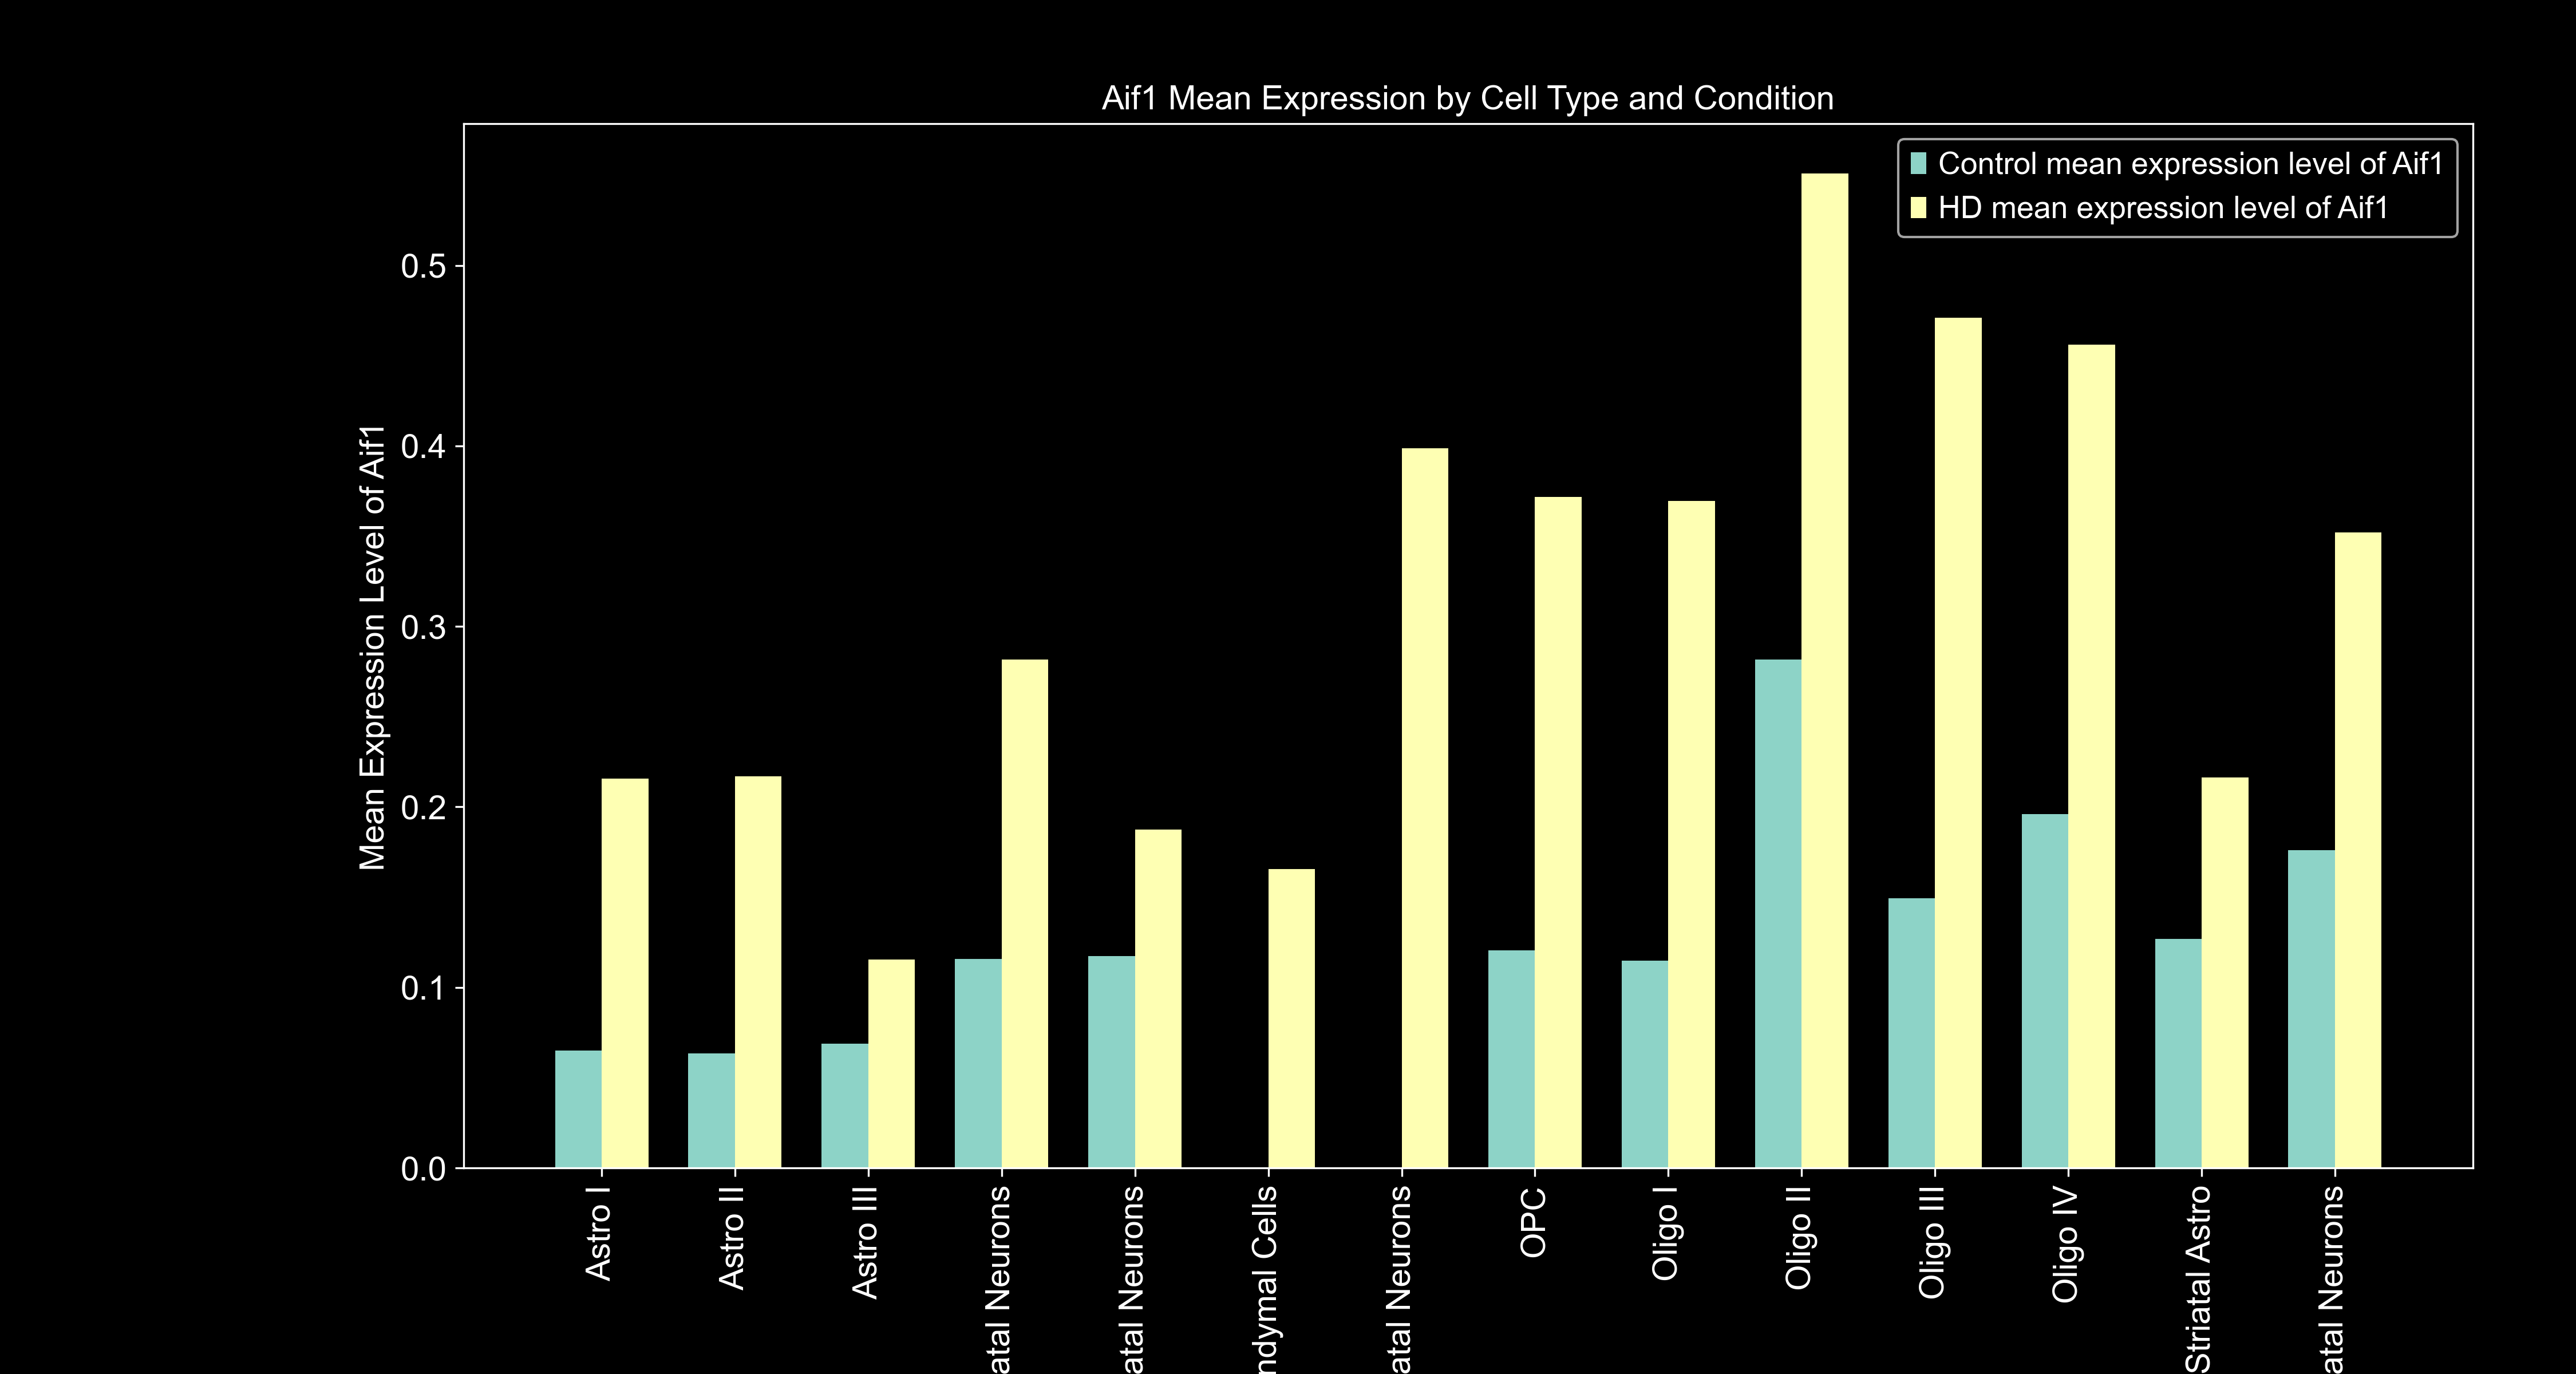 Aif1 Mean Expression by Cell Type and Condition
Control mean expression level of Aif1
HD mean expression level of Aif1
Mean Expression Level of Aif1
0.5
0.4
0.3
0.2
0.1
0.0
Astro I
Astro II
Astro III
atal Neurons
atal Neurons
ndymal Cells
atal Neurons
OPC
Oligo I
Oligo II
Oligo III
Oligo IV
Striatal Astro
atal Neurons